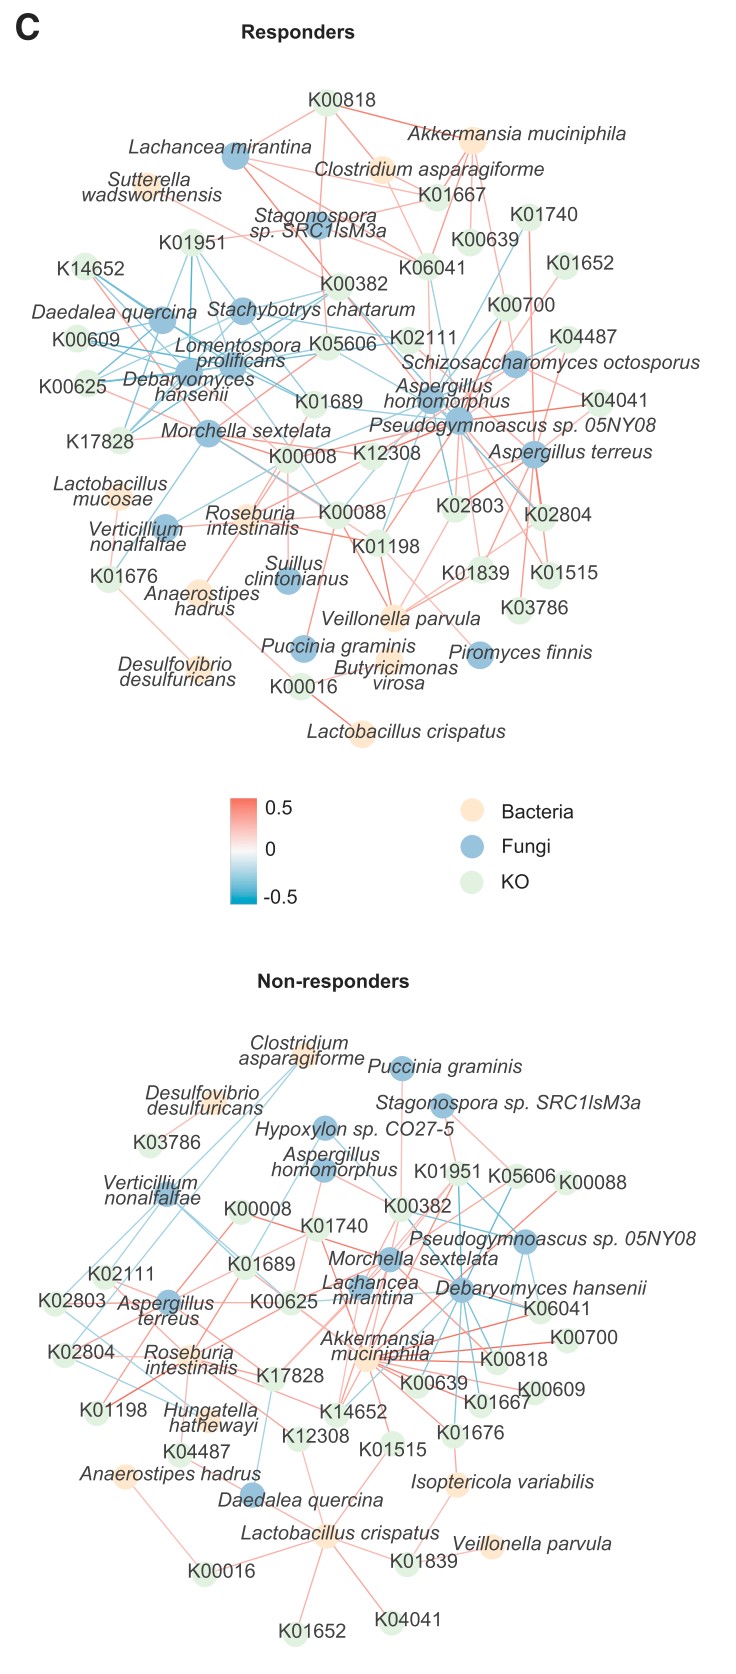 C
Responders
K00818
Akkermansia muciniphila
Lachancea mirantina
Clostridium asparagiforme
Sutterella
wadsworthensis
K01667
Stagonospora
sp. SRC1lsM3a
K01740
K01951
K00639
K14652
K06041
K01652
K00382
K00700
Daedalea quercina
Stachybotrys chartarum
K00609
Lomentospora
prolificans
K05606
K02111
K04487
Schizosaccharomyces octosporus
K00625
Debaryomyces
hansenii
Aspergillus
homomorphus
K01689
K04041
K17828
Morchella sextelata
Pseudogymnoascus sp. 05NY08
K00008
K12308
Aspergillus terreus
Lactobacillus
mucosae
K02803
K02804
Verticillium
nonalfalfae
Roseburia
intestinalis
K00088
K01198
K01676
Suillus
clintonianus
K01839
K01515
Anaerostipes
hadrus
K03786
Veillonella parvula
Puccinia graminis
Piromyces finnis
Desulfovibrio
desulfuricans
Butyricimonas
virosa
K00016
Lactobacillus crispatus
0.5
0
-0.5
Bacteria
Fungi
KO
Non-responders
Clostridium
asparagiforme
Puccinia graminis
Desulfovibrio
desulfuricans
Stagonospora sp. SRC1lsM3a
K03786
Hypoxylon sp. CO27-5
Aspergillus
homomorphus
K01951
K05606
K00088
Verticillium
nonalfalfae
K00008
K00382
K01740
Pseudogymnoascus sp. 05NY08
K01689
Morchella sextelata
K02111
Lachancea
mirantina
Debaryomyces hansenii
K02803
Aspergillus
terreus
K00625
K06041
Akkermansia
muciniphila
K00700
K02804
Roseburia
intestinalis
K00818
K17828
K00639
K00609
K01667
K01198
Hungatella
hathewayi
K14652
K12308
K01676
K04487
K01515
Anaerostipes hadrus
Isoptericola variabilis
Daedalea quercina
Lactobacillus crispatus
Veillonella parvula
K00016
K01839
K01652
K04041